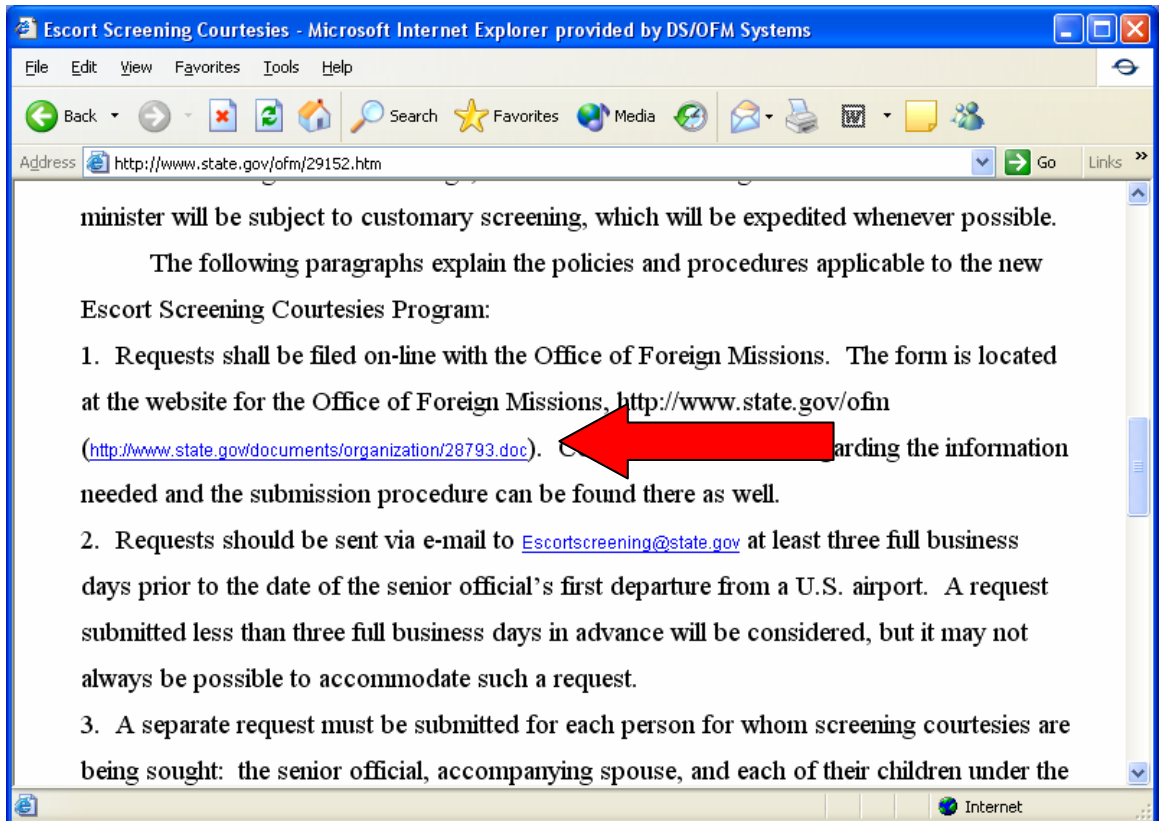 Escort Screening Courtesies - Microsoft Internet Explorer provided by DS/OFM Systems
File Edit View Favorites Tools Help
Back Search Favorites Media
Address http://www.state.gov/ofm/29152.htm Go Links »
minister will be subject to customary screening, which will be expedited whenever possible.
The following paragraphs explain the policies and procedures applicable to the new
Escort Screening Courtesies Program:
1. Requests shall be filed on-line with the Office of Foreign Missions. The form is located
at the website for the Office of Foreign Missions, http://www.state.gov/ofm
(http://www.state.gov/documents/organization/28793.doc). arding the information
needed and the submission procedure can be found there as well.
2. Requests should be sent via e-mail to Escortscreening@state.gov at least three full business
days prior to the date of the senior official's first departure from a U.S. airport. A request
submitted less than three full business days in advance will be considered, but it may not
always be possible to accommodate such a request.
3. A separate request must be submitted for each person for whom screening courtesies are
being sought: the senior official, accompanying spouse, and each of their children under the
Internet